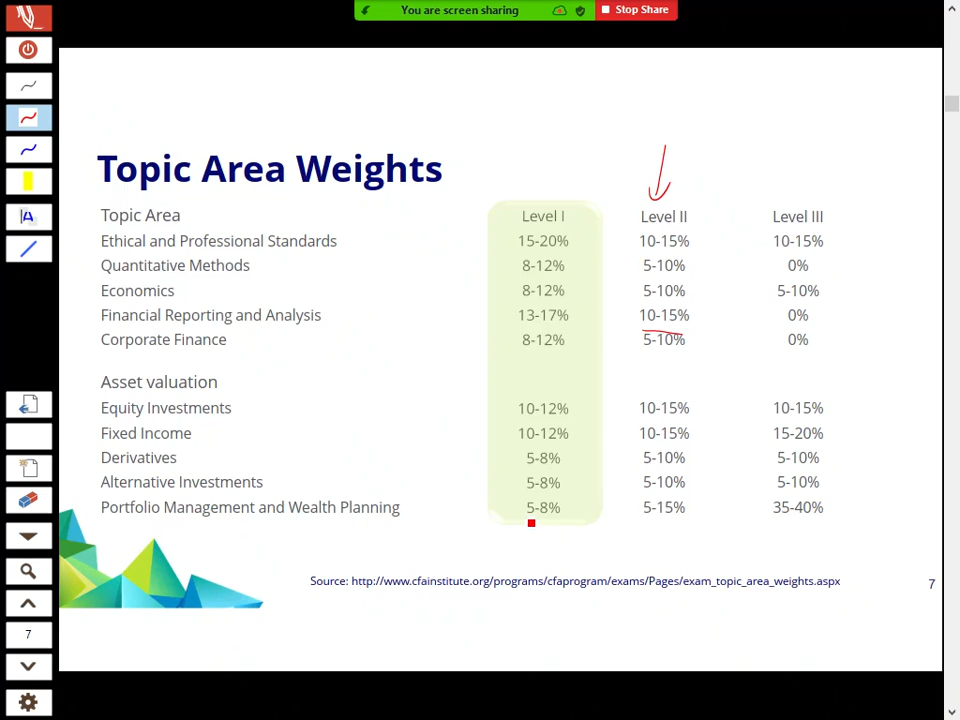 You are screen sharing
Stop Share
Topic Area Weights
Topic Area Level I Level II Level III
Ethical and Professional Standards 15-20% 10-15% 10-15%
Quantitative Methods 8-12% 5-10% 0%
Economics 8-12% 5-10% 5-10%
Financial Reporting and Analysis 13-17% 10-15% 0%
Corporate Finance 8-12% 5-10% 0%
Asset valuation
Equity Investments 10-12% 10-15% 10-15%
Fixed Income 10-12% 10-15% 15-20%
Derivatives 5-8% 5-10% 5-10%
Alternative Investments 5-8% 5-10% 5-10%
Portfolio Management and Wealth Planning 5-8% 5-15% 35-40%
Source: http://www.cfainstitute.org/programs/cfaprogram/exams/Pages/exam_topic_area_weights.aspx
7
A
7